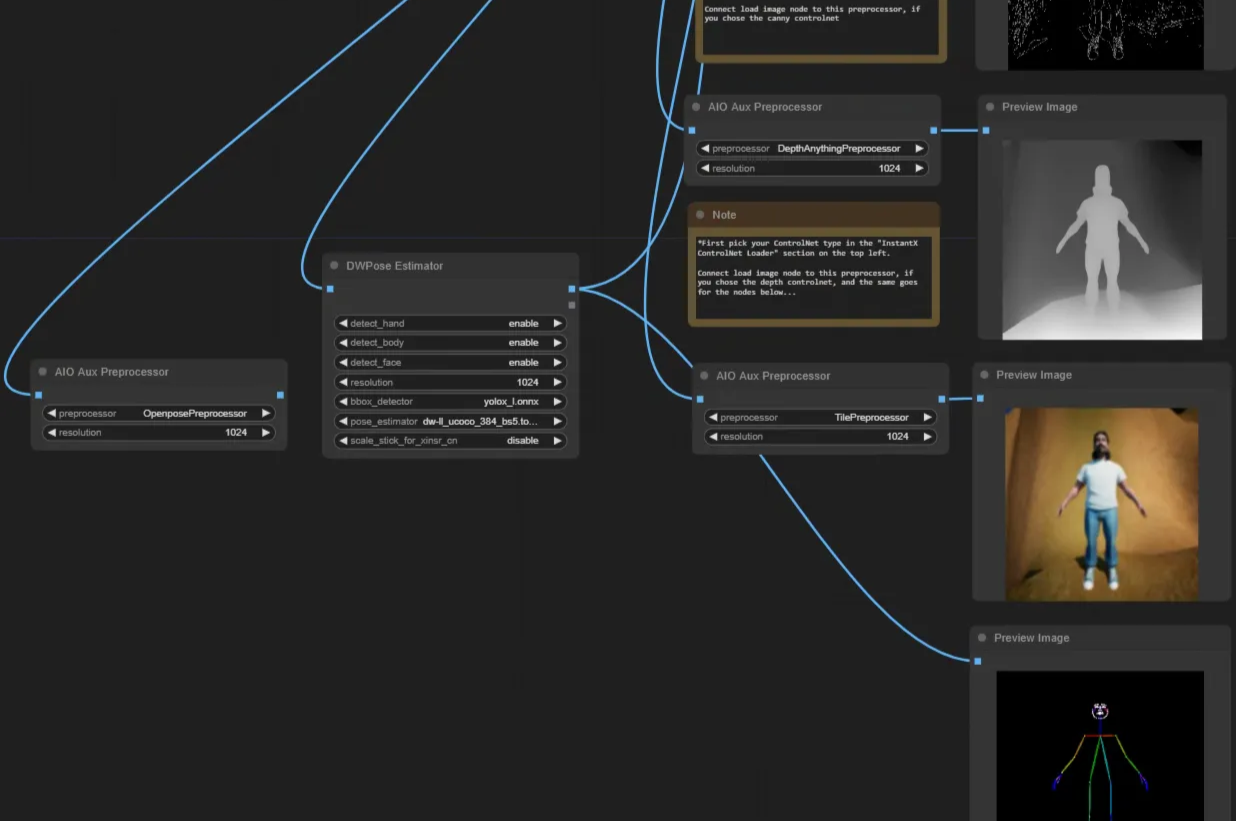 Connect load image node to this preprocessor, if
you chose the canny controlnet
AIO Aux Preprocessor
preprocessor DepthAnythingPreprocessor
resolution 1024
Preview Image
Note
*First pick your ControlNet type in the "InstantX
ControlNet Loader" section on the top left.
Connect load image node to this preprocessor, if
you chose the depth controlnet, and the same goes
for the nodes below...
DWPose Estimator
detect_hand enable
detect_body enable
detect_face enable
resolution 1024
bbox_detector yolox_l.onnx
pose_estimator dw-ll_ucoco_384_bs5.to...
scale_stick_for_xinsr_cn disable
AIO Aux Preprocessor
preprocessor OpenposePreprocessor
resolution 1024
AIO Aux Preprocessor
preprocessor TilePreprocessor
resolution 1024
Preview Image
Preview Image